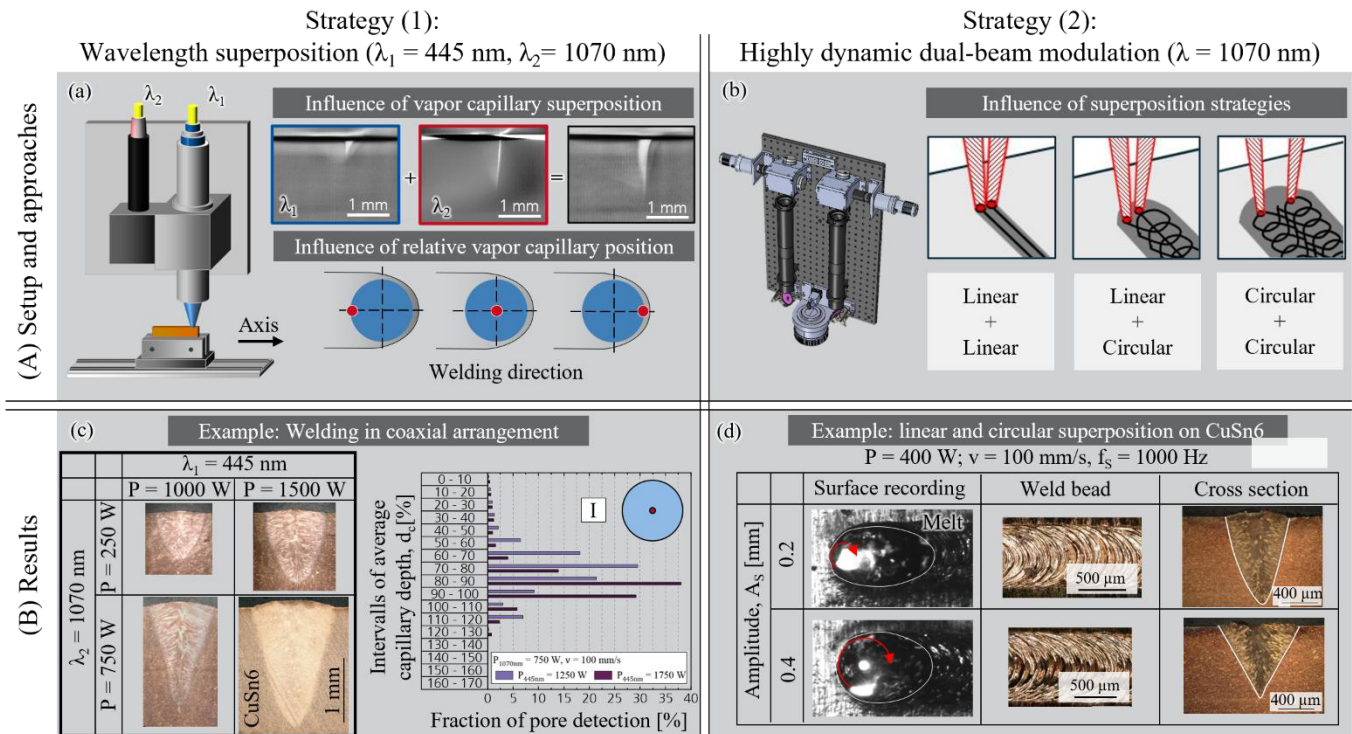 Strategy (1):
Wavelength superposition (λ1 = 445 nm, λ2= 1070 nm)
Strategy (2):
Highly dynamic dual-beam modulation (λ = 1070 nm)
(A) Setup and approaches
(a)
λ2
λ1
Influence of vapor capillary superposition
λ1
1 mm
+
λ2
1 mm
=
1 mm
Influence of relative vapor capillary position
Axis
Welding direction
(b)
Influence of superposition strategies
Linear
+
Linear
Linear
+
Circular
Circular
+
Circular
(B) Results
(c)
Example: Welding in coaxial arrangement
λ1 = 445 nm
P = 1000 W
P = 1500 W
λ2 = 1070 nm
P = 250 W
P = 750 W
CuSn6
1 mm
Intervalls of average
capillary depth, dc[%]
0 - 10
10 - 20
20 - 30
30 - 40
40 - 50
50 - 60
60 - 70
70 - 80
80 - 90
90 - 100
100 - 110
110 - 120
120 - 130
130 - 140
140 - 150
150 - 160
160 - 170
I
P1070nm = 750 W, v = 100 mm/s
P445nm = 1250 W
P445nm = 1750 W
0 5 10 15 20 25 30 35 40
Fraction of pore detection [%]
(d)
Example: linear and circular superposition on CuSn6
P = 400 W; v = 100 mm/s, fS = 1000 Hz
Surface recording
Weld bead
Cross section
Amplitude, AS [mm]
0.2
Melt
500 µm
400 µm
0.4
500 µm
400 µm